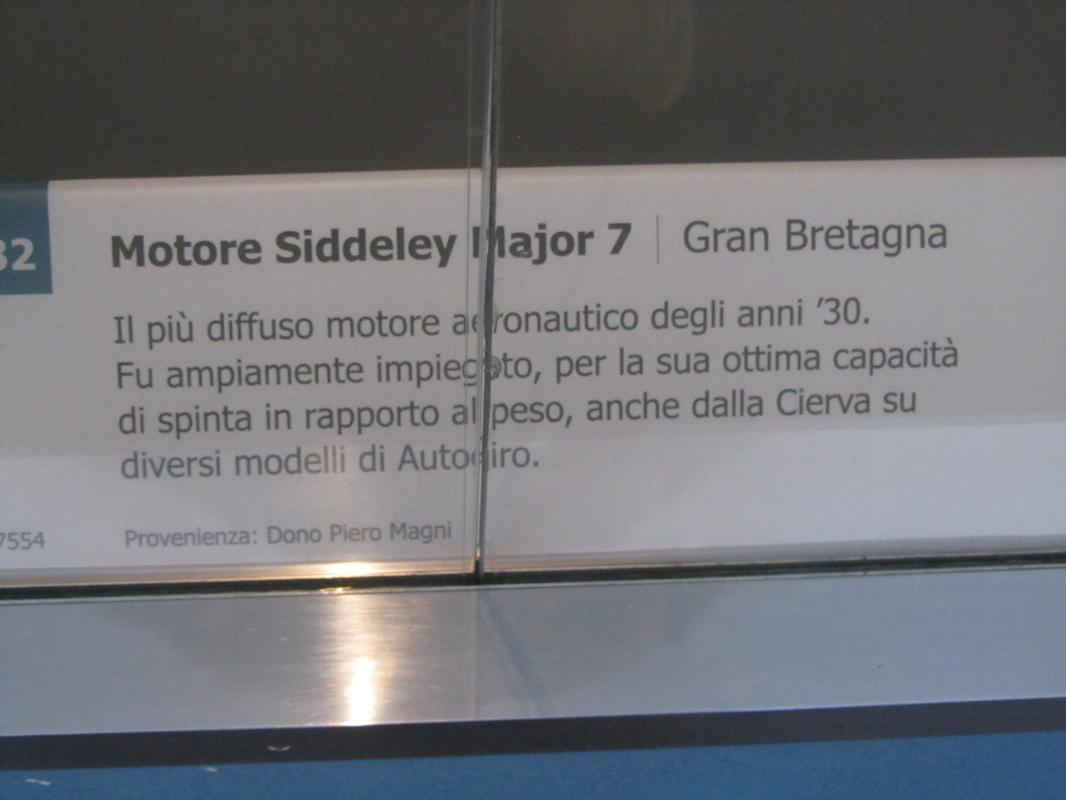 32
Motore Siddeley Major 7 | Gran Bretagna
Il più diffuso motore aeronautico degli anni ’30.
Fu ampiamente impiegato, per la sua ottima capacità
di spinta in rapporto al peso, anche dalla Cierva su
diversi modelli di Autogiro.
7554
Provenienza: Dono Piero Magni